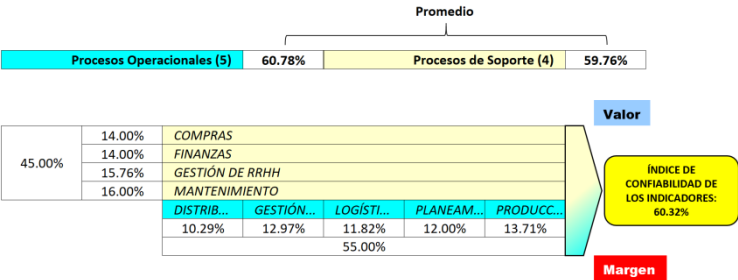 Promedio
Procesos Operacionales (5) 60.78% Procesos de Soporte (4) 59.76%
Valor
45.00%
14.00% COMPRAS
14.00% FINANZAS
15.76% GESTIÓN DE RRHH
16.00% MANTENIMIENTO
DISTRIB... GESTIÓN... LOGÍSTI... PLANEAM... PRODUCC...
10.29% 12.97% 11.82% 12.00% 13.71%
55.00%
ÍNDICE DE
CONFIABILIDAD DE
LOS INDICADORES:
60.32%
Margen